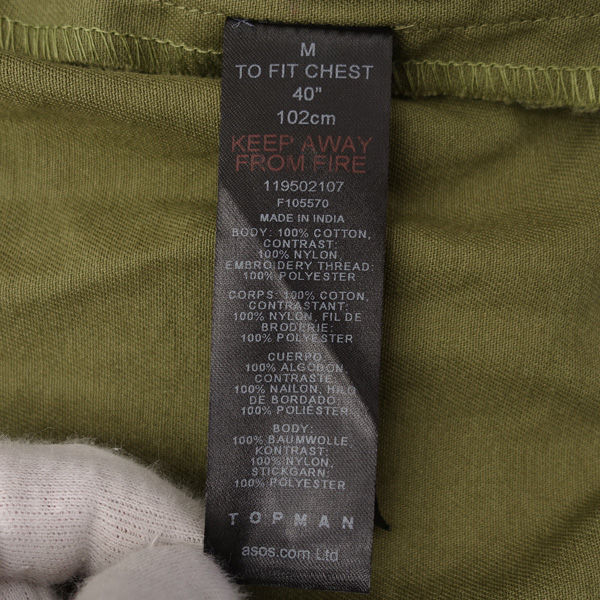 M
TO FIT CHEST
40"
102cm
KEEP AWAY
FROM FIRE
119502107
F105570
MADE IN INDIA
BODY: 100% COTTON,
CONTRAST:
100% NYLON
EMBROIDERY THREAD:
100% POLYESTER
CORPS: 100% COTON,
CONTRASTANT:
100% NYLON, FIL DE
BRODERIE:
100% POLYESTER
CUERPO:
100% ALGODON,
CONTRASTE:
100% NAILON, HILO
DE BORDADO:
100% POLIÉSTER
BODY:
100% BAUMWOLLE,
KONTRAST:
100% NYLON,
STICKGARN:
100% POLYESTER
TOPMAN
asos.com Ltd